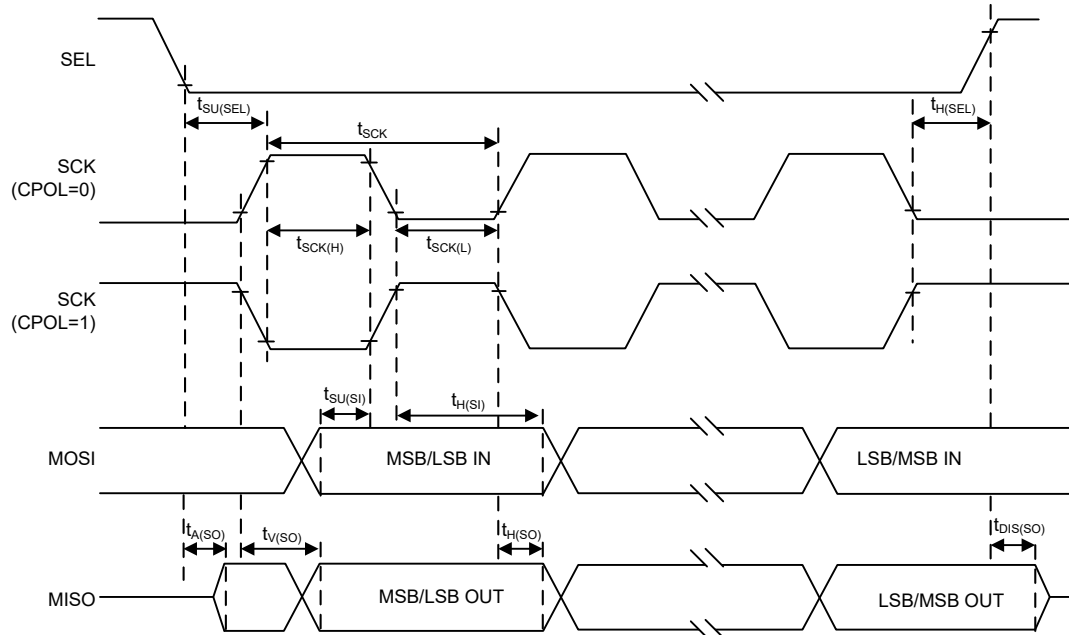 SEL
tSU(SEL)
tH(SEL)
tSCK
SCK
(CPOL=0)
tSCK(H)
tSCK(L)
SCK
(CPOL=1)
tSU(SI)
tH(SI)
MOSI
MSB/LSB IN
LSB/MSB IN
tA(SO)
tV(SO)
tH(SO)
tDIS(SO)
MISO
MSB/LSB OUT
LSB/MSB OUT